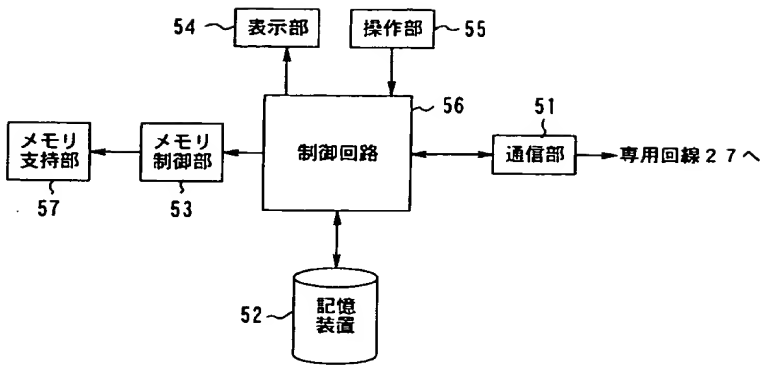 54
表示部
操作部
55
56
51
メモリ
支持部
メモリ
制御部
制御回路
通信部
専用回線27へ
57
53
52
記憶
装置